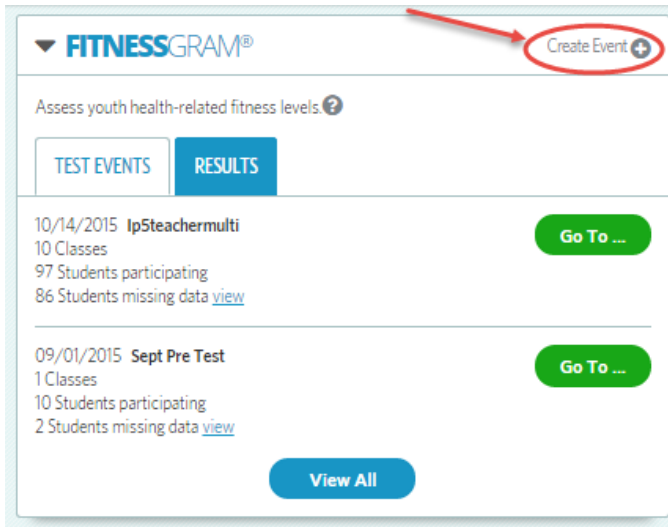 FITNESSGRAM®
Create Event
Assess youth health-related fitness levels.
TEST EVENTS
RESULTS
10/14/2015 Ip5teachermulti
10 Classes
97 Students participating
86 Students missing data view
Go To ...
09/01/2015 Sept Pre Test
1 Classes
10 Students participating
2 Students missing data view
Go To ...
View All